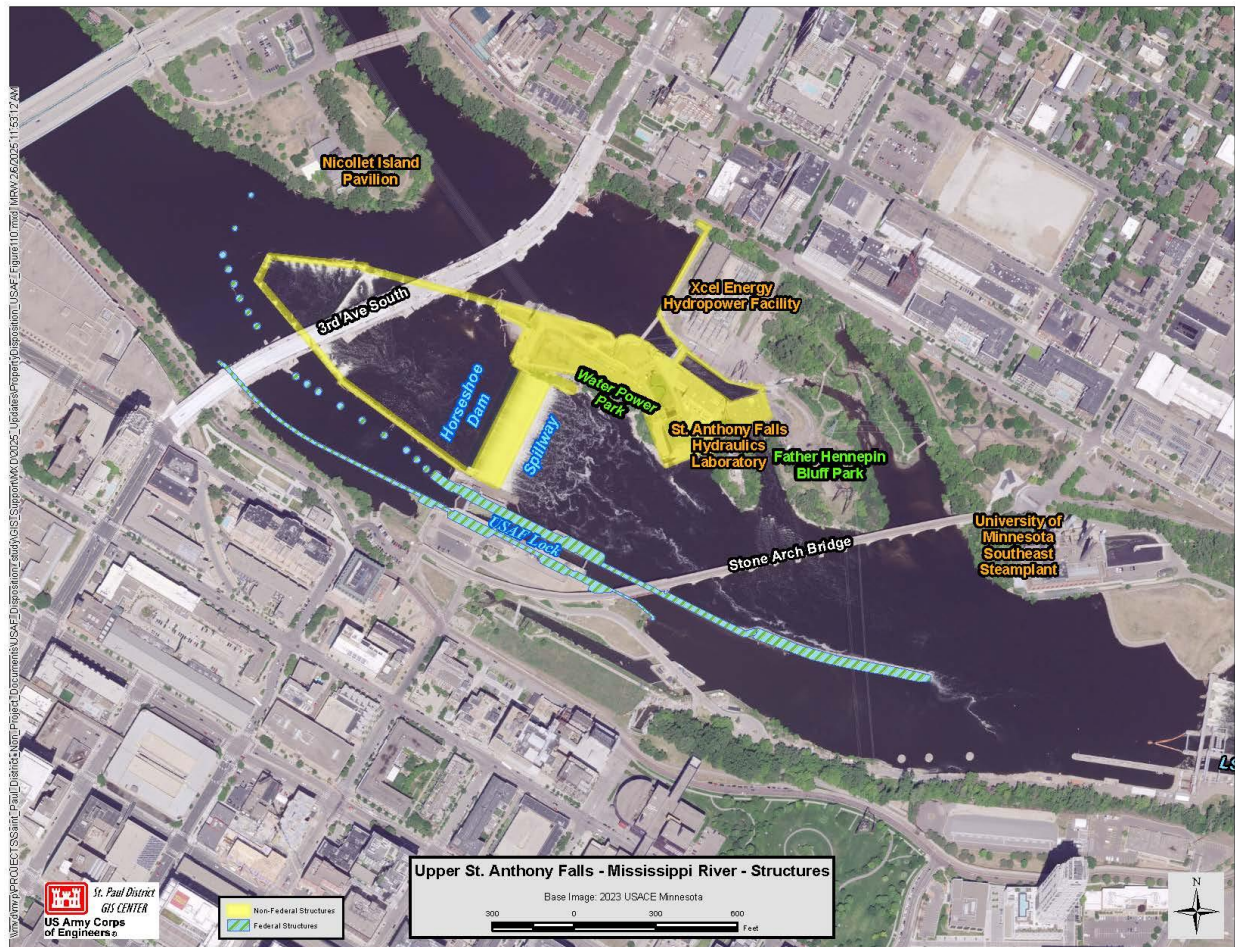 Nicollet Island
Pavilion
3rd Ave South
Xcel Energy
Hydropower Facility
Horseshoe
Dam
Water Power
Park
Spillway
St. Anthony Falls
Hydraulics
Laboratory
Father Hennepin
Bluff Park
USAF Lock
Stone Arch Bridge
University of
Minnesota
Southeast
Steamplant
Upper St. Anthony Falls - Mississippi River - Structures
Base Image: 2023 USACE Minnesota
300 0 300 600
Feet
St. Paul District
GIS CENTER
US Army Corps
of Engineers®
Non-Federal Structures
Federal Structures
N